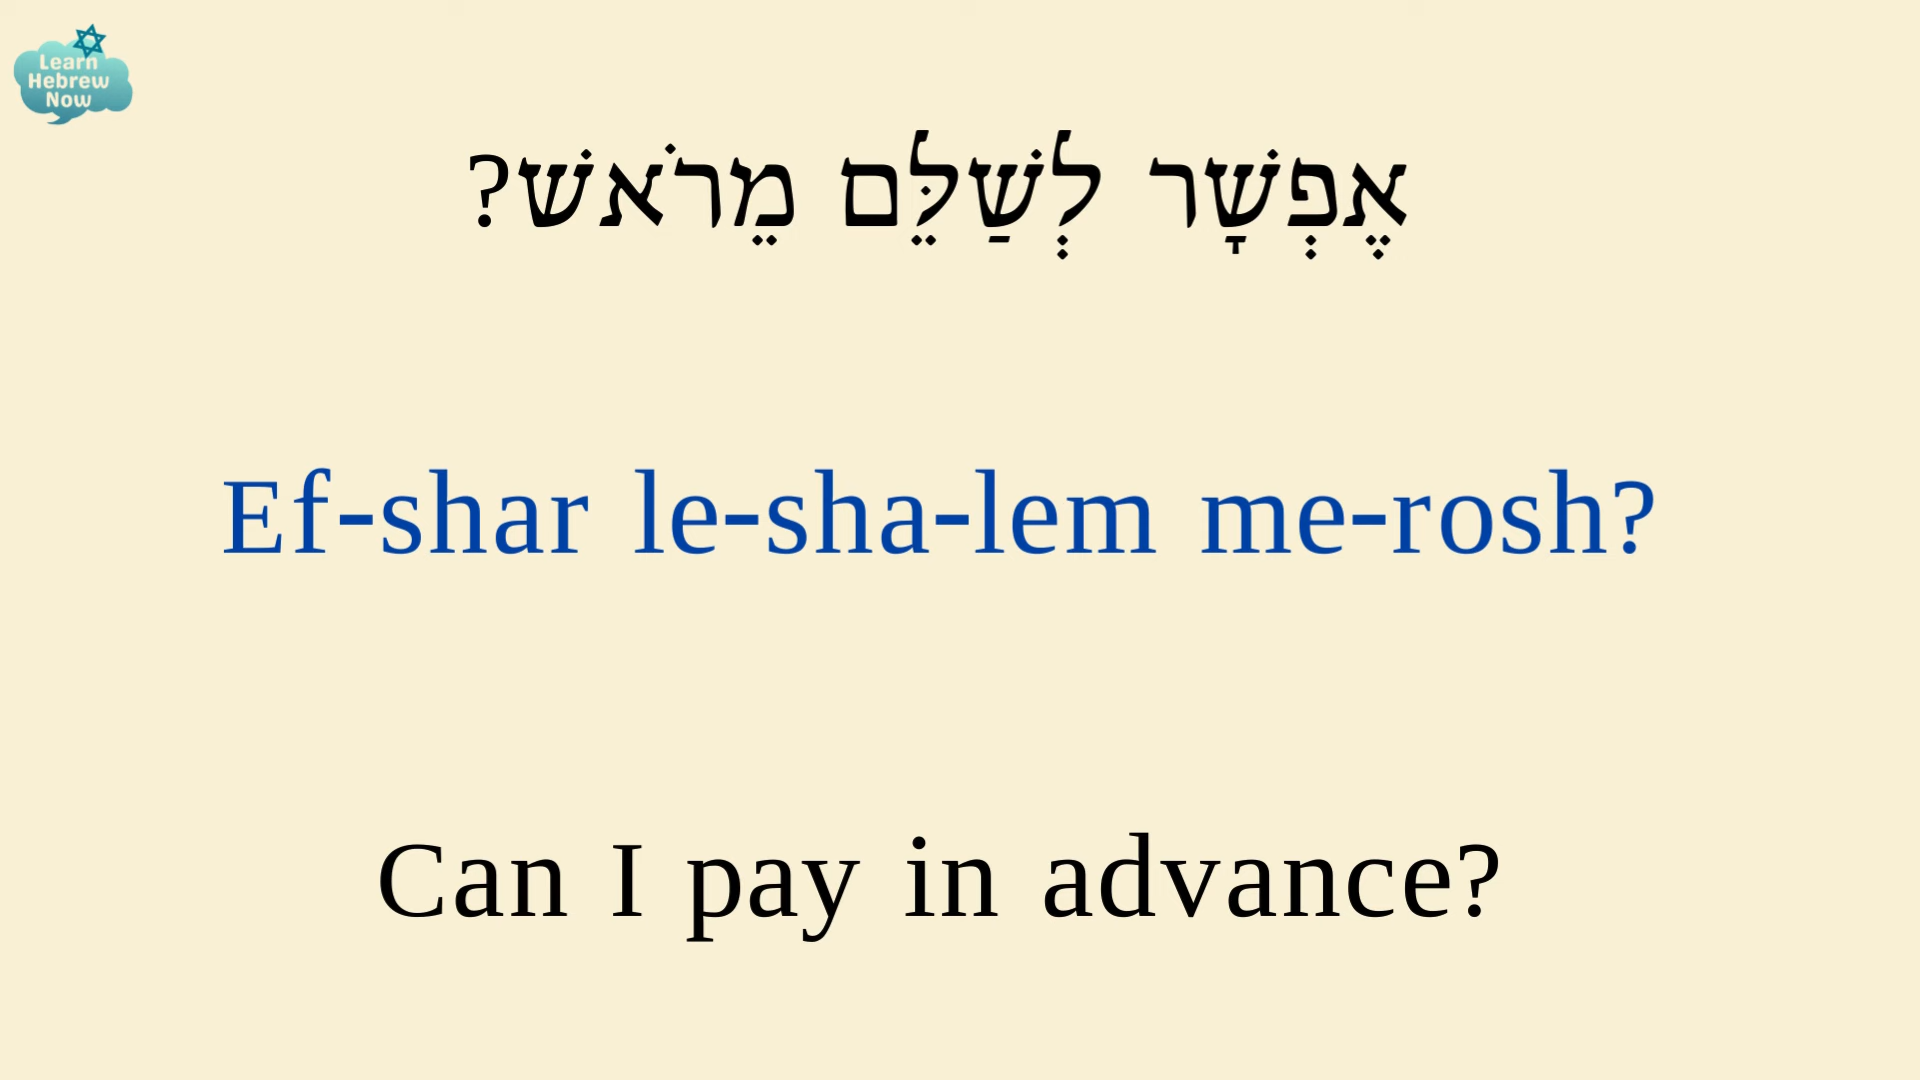 Learn
Hebrew
Now
אֶפְשָׁר לְשַׁלֵּם מֵרֹאשׁ?
Ef-shar le-sha-lem me-rosh?
Can I pay in advance?